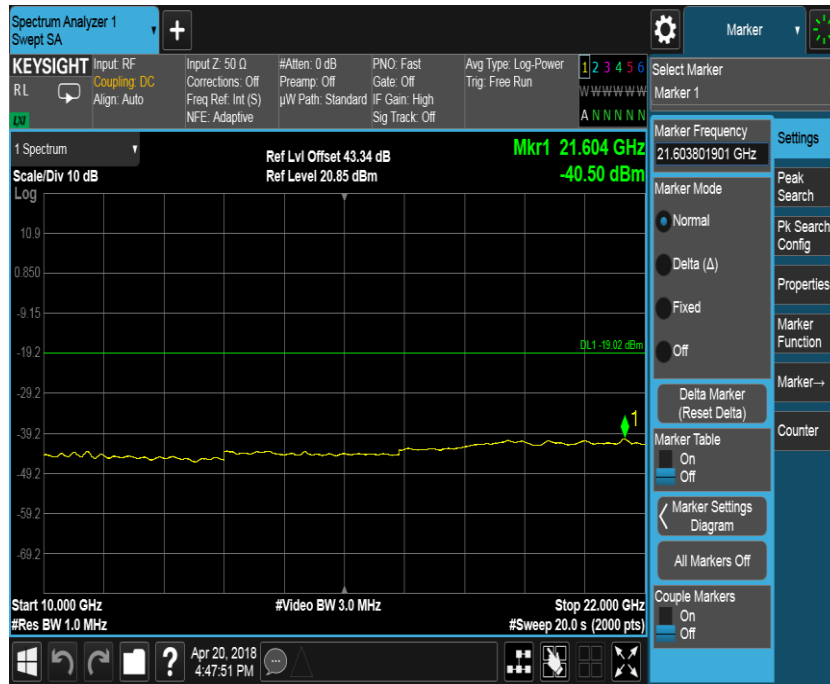 Spectrum Analyzer 1
Swept SA
+
Marker
KEYSIGHT
RL
LXI
Input: RF
Coupling: DC
Align: Auto
Input Z: 50 Ω
Corrections: Off
Freq Ref: Int (S)
NFE: Adaptive
#Atten: 0 dB
Preamp: Off
µW Path: Standard
PNO: Fast
Gate: Off
IF Gain: High
Sig Track: Off
Avg Type: Log-Power
Trig: Free Run
1 2 3 4 5 6
W W W W W W
A N N N N N
Select Marker
Marker 1
1 Spectrum
Scale/Div 10 dB
Log
Ref Lvl Offset 43.34 dB
Ref Level 20.85 dBm
Mkr1 21.604 GHz
-40.50 dBm
10.9
0.850
-9.15
-19.2
-29.2
-39.2
-49.2
-59.2
-69.2
DL1 -19.02 dBm
1
Start 10.000 GHz
#Res BW 1.0 MHz
#Video BW 3.0 MHz
Stop 22.000 GHz
#Sweep 20.0 s (2000 pts)
Marker Frequency
21.603801901 GHz
Marker Mode
Normal
Delta (Δ)
Fixed
Off
Delta Marker
(Reset Delta)
Marker Table
On
Off
Marker Settings
Diagram
All Markers Off
Couple Markers
On
Off
Settings
Peak
Search
Pk Search
Config
Properties
Marker
Function
Marker→
Counter
?
Apr 20, 2018
4:47:51 PM